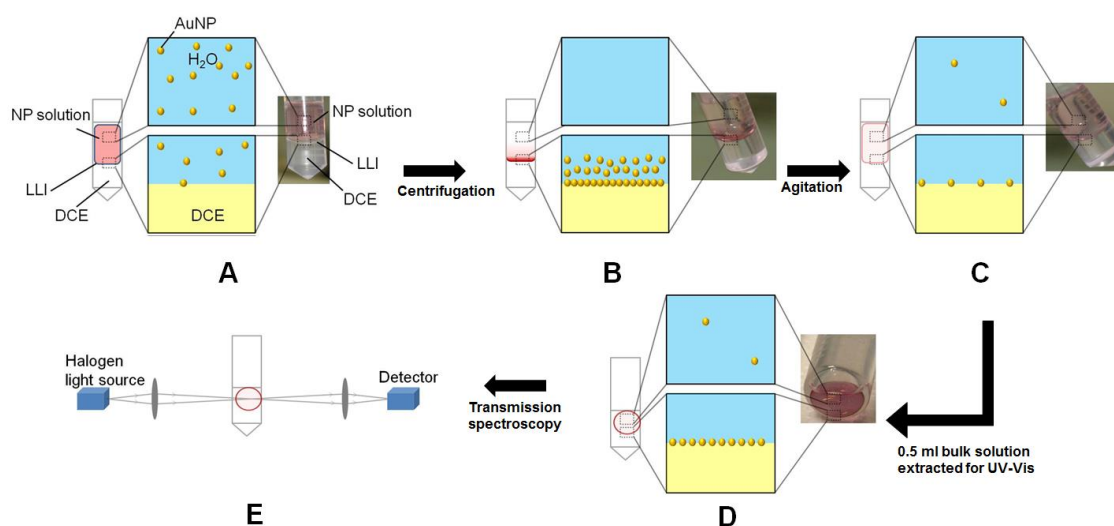 AuNP
H₂O
NP solution
LLI
DCE
DCE
NP solution
LLI
DCE
A
Centrifugation
B
Agitation
C
0.5 ml bulk solution
extracted for UV-Vis
D
Transmission
spectroscopy
Halogen
light source
Detector
E